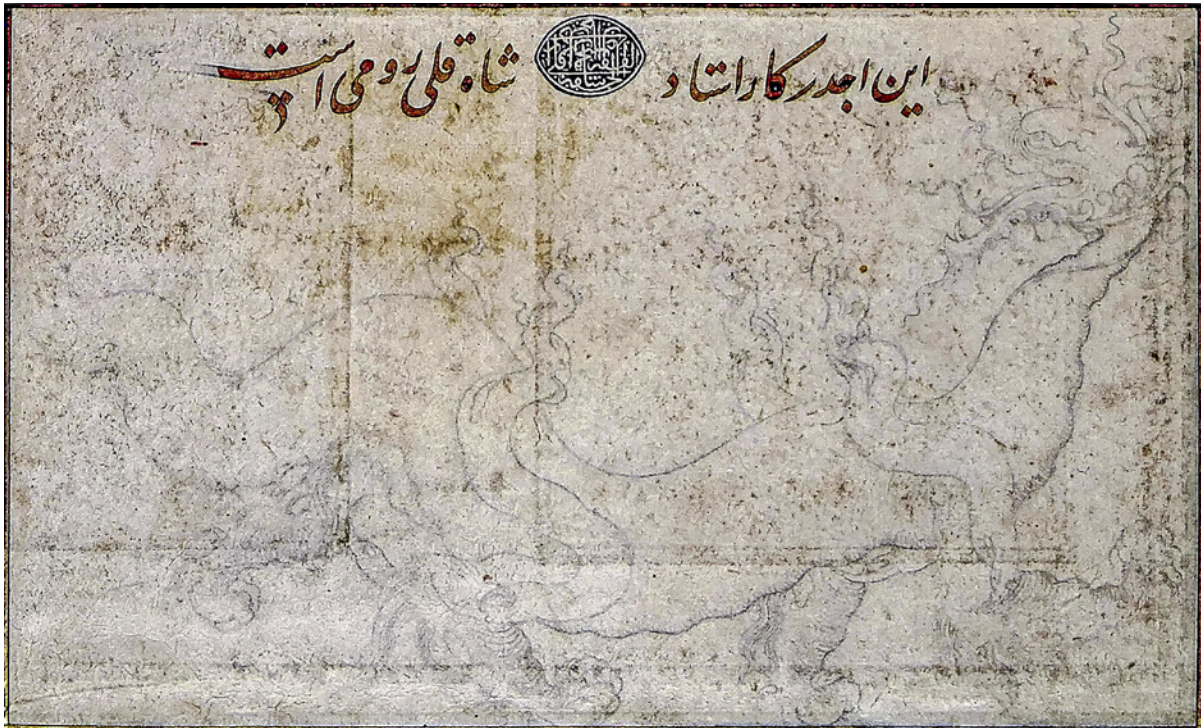 این اجدر کار استاد شاه قلی رومی است